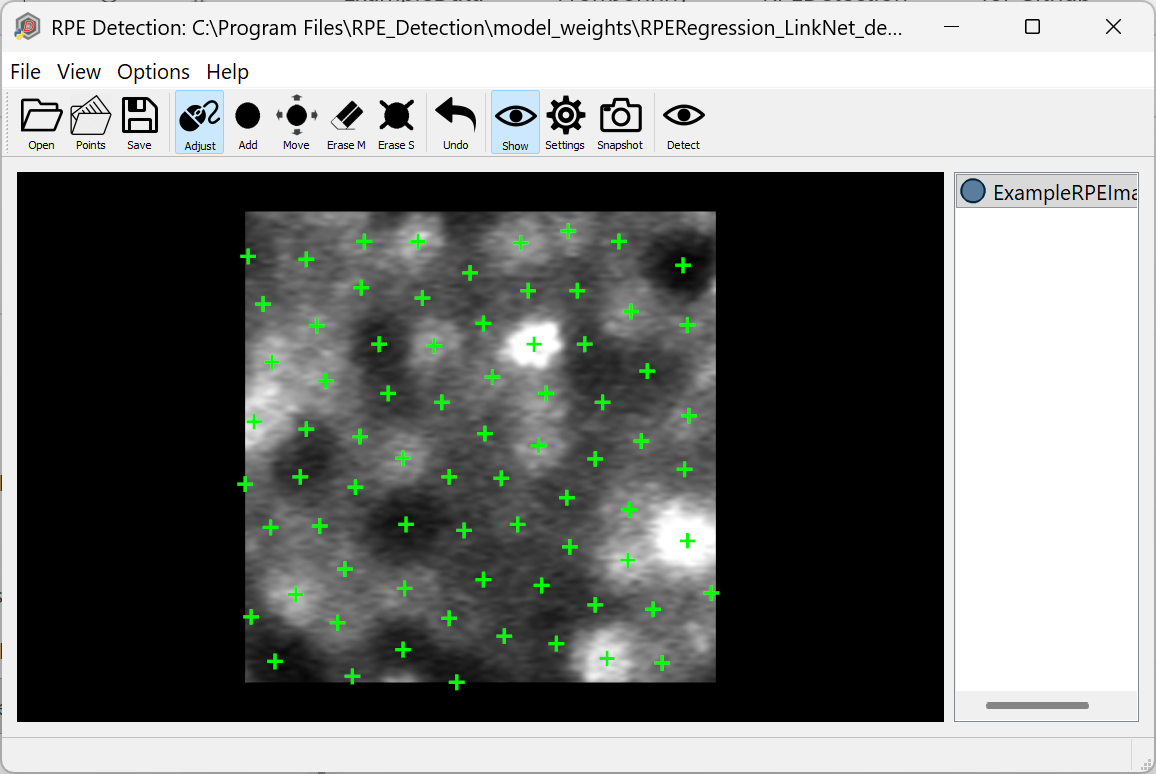 RPE Detection: C:\Program Files\RPE_Detection\model_weights\RPERegression_LinkNet_de...
File View Options Help
Open Points Save Adjust Add Move Erase M Erase S Undo Show Settings Snapshot Detect
ExampleRPEIma